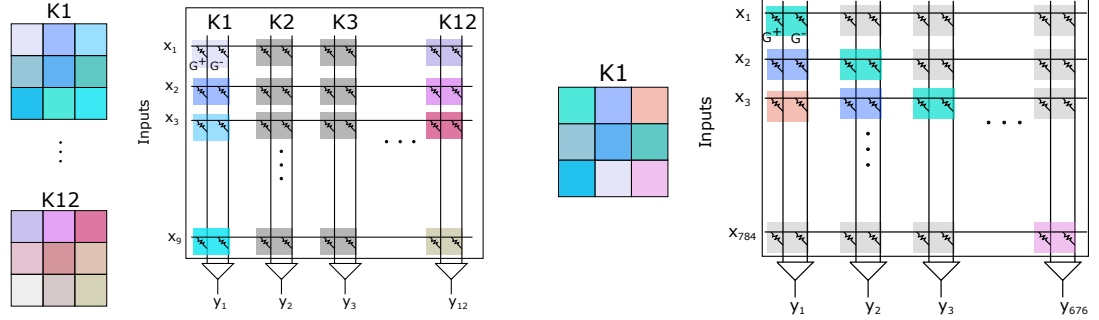 K1
K12
K1 K2 K3 K12
x1
G+ G-
x2
x3
x9
Inputs
y1 y2 y3 y12
K1
x1
G+ G-
x2
x3
x784
Inputs
y1 y2 y3 y676